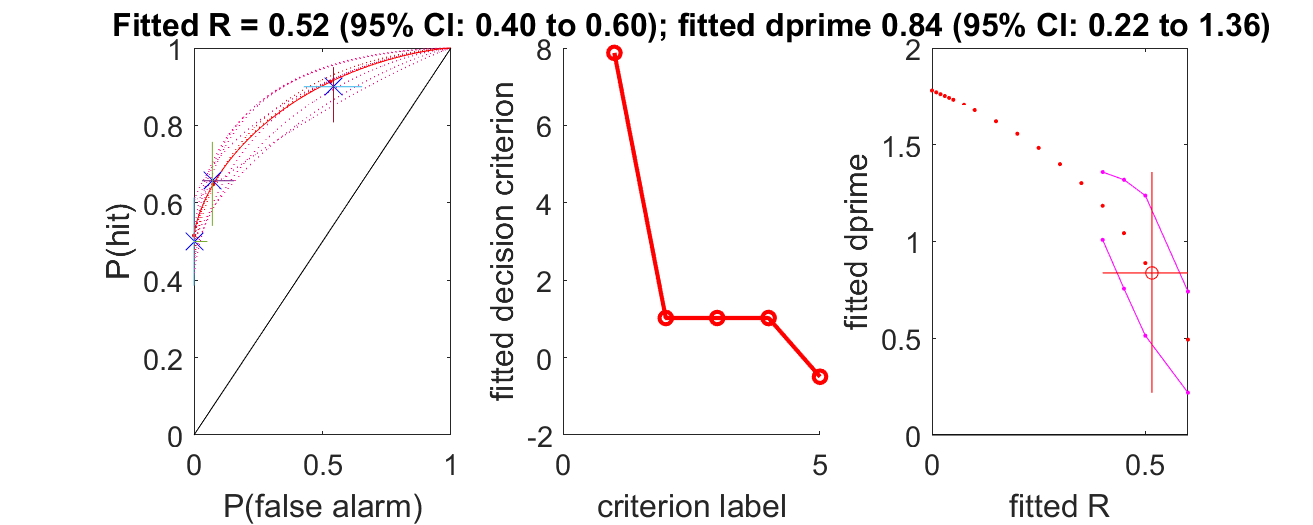 Fitted R = 0.52 (95% CI: 0.40 to 0.60); fitted dprime 0.84 (95% CI: 0.22 to 1.36)
P(hit)
1
0.8
0.6
0.4
0.2
0
0 0.5 1
P(false alarm)
fitted decision criterion
8
6
4
2
0
-2
0 5
criterion label
fitted dprime
2
1.5
1
0.5
0
0 0.5
fitted R